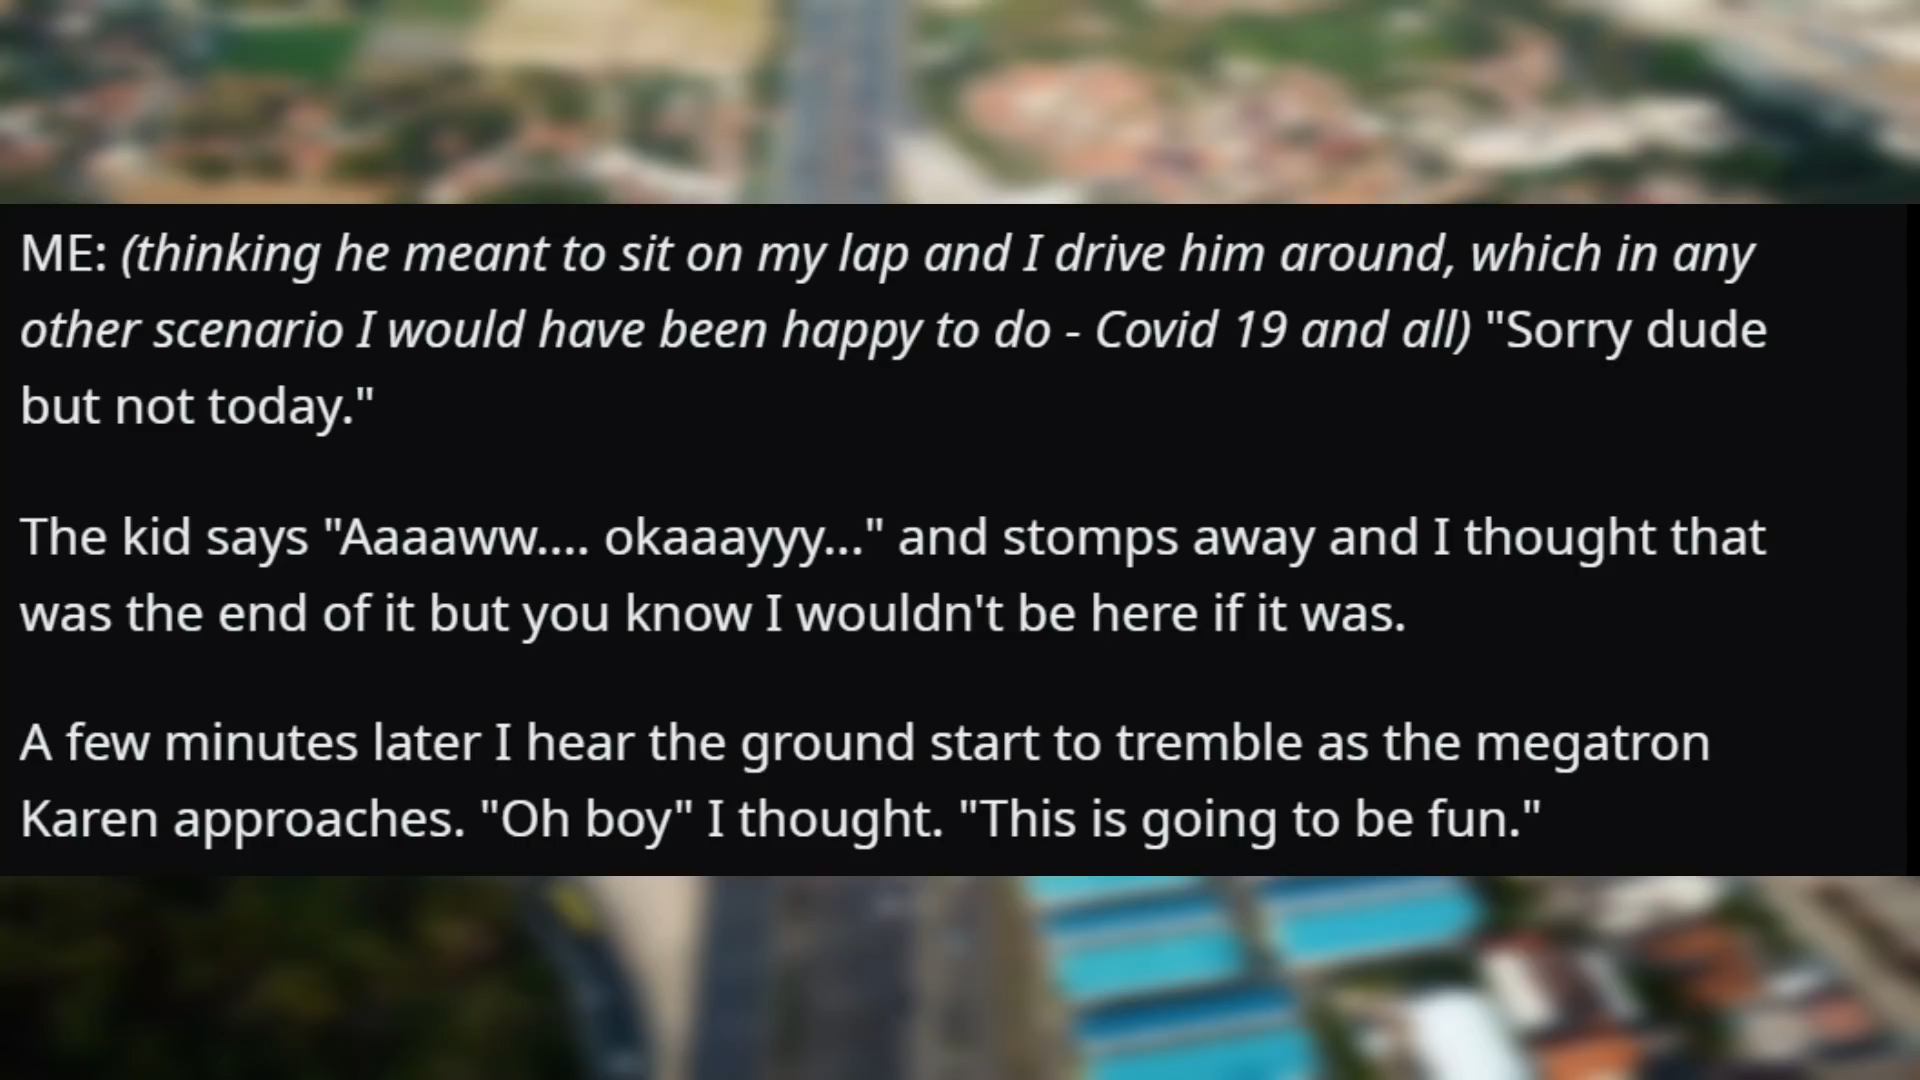 ME: (thinking he meant to sit on my lap and I drive him around, which in any
other scenario I would have been happy to do - Covid 19 and all) "Sorry dude
but not today."
The kid says "Aaaaww.... okaaayyy..." and stomps away and I thought that
was the end of it but you know I wouldn't be here if it was.
A few minutes later I hear the ground start to tremble as the megatron
Karen approaches. "Oh boy" I thought. "This is going to be fun."